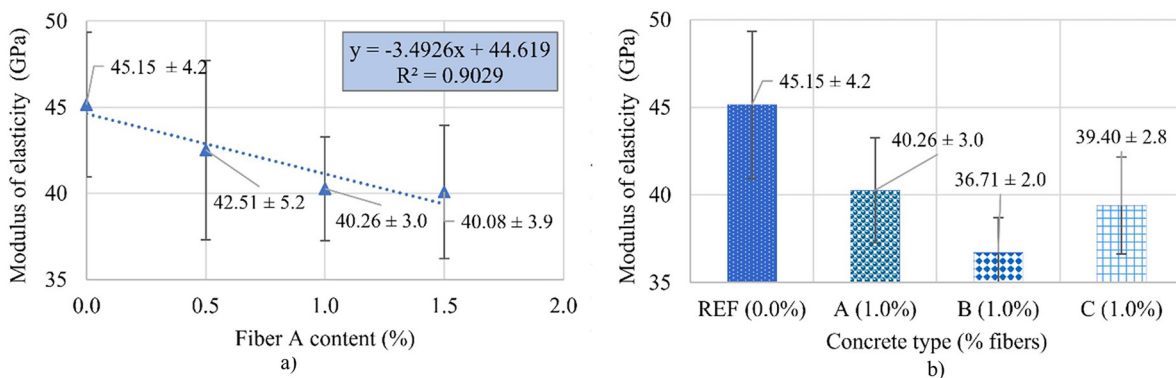 Modulus of elasticity (GPa)
50
45
40
35
0.0
0.5
1.0
1.5
2.0
Fiber A content (%)
a)
45.15 ± 4.2
42.51 ± 5.2
40.26 ± 3.0
40.08 ± 3.9
y = -3.4926x + 44.619
R² = 0.9029
Modulus of elasticity (GPa)
50
45
40
35
45.15 ± 4.2
40.26 ± 3.0
36.71 ± 2.0
39.40 ± 2.8
REF (0.0%)
A (1.0%)
B (1.0%)
C (1.0%)
Concrete type (% fibers)
b)